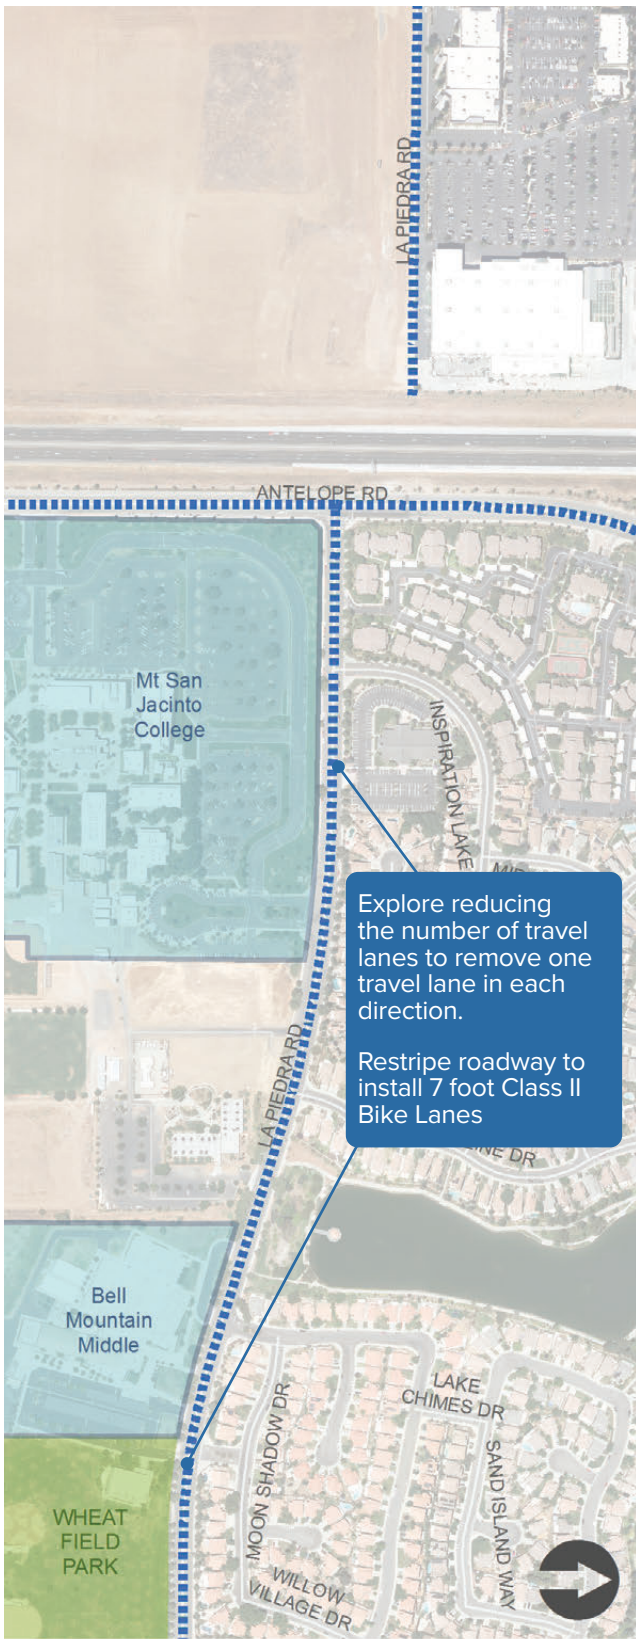 LA PIEDRA RD
ANTELOPE RD
Mt San
Jacinto
College
INSPIRATION LAKE
Explore reducing
the number of travel
lanes to remove one
travel lane in each
direction.
Restripe roadway to
install 7 foot Class II
Bike Lanes
LA PIEDRA RD
DR
Bell
Mountain
Middle
LAKE
CHIMES DR
MOON SHADOW DR
SAND ISLAND WAY
WHEAT
FIELD
PARK
WILLOW
VILLAGE DR